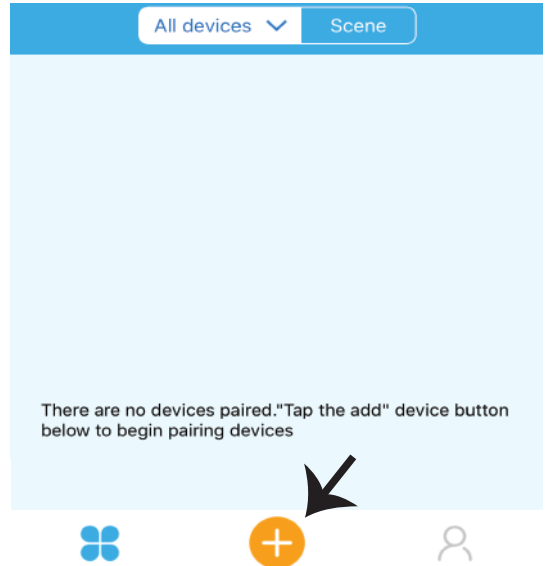 All devices Scene
There are no devices paired."Tap the add" device button
below to begin pairing devices